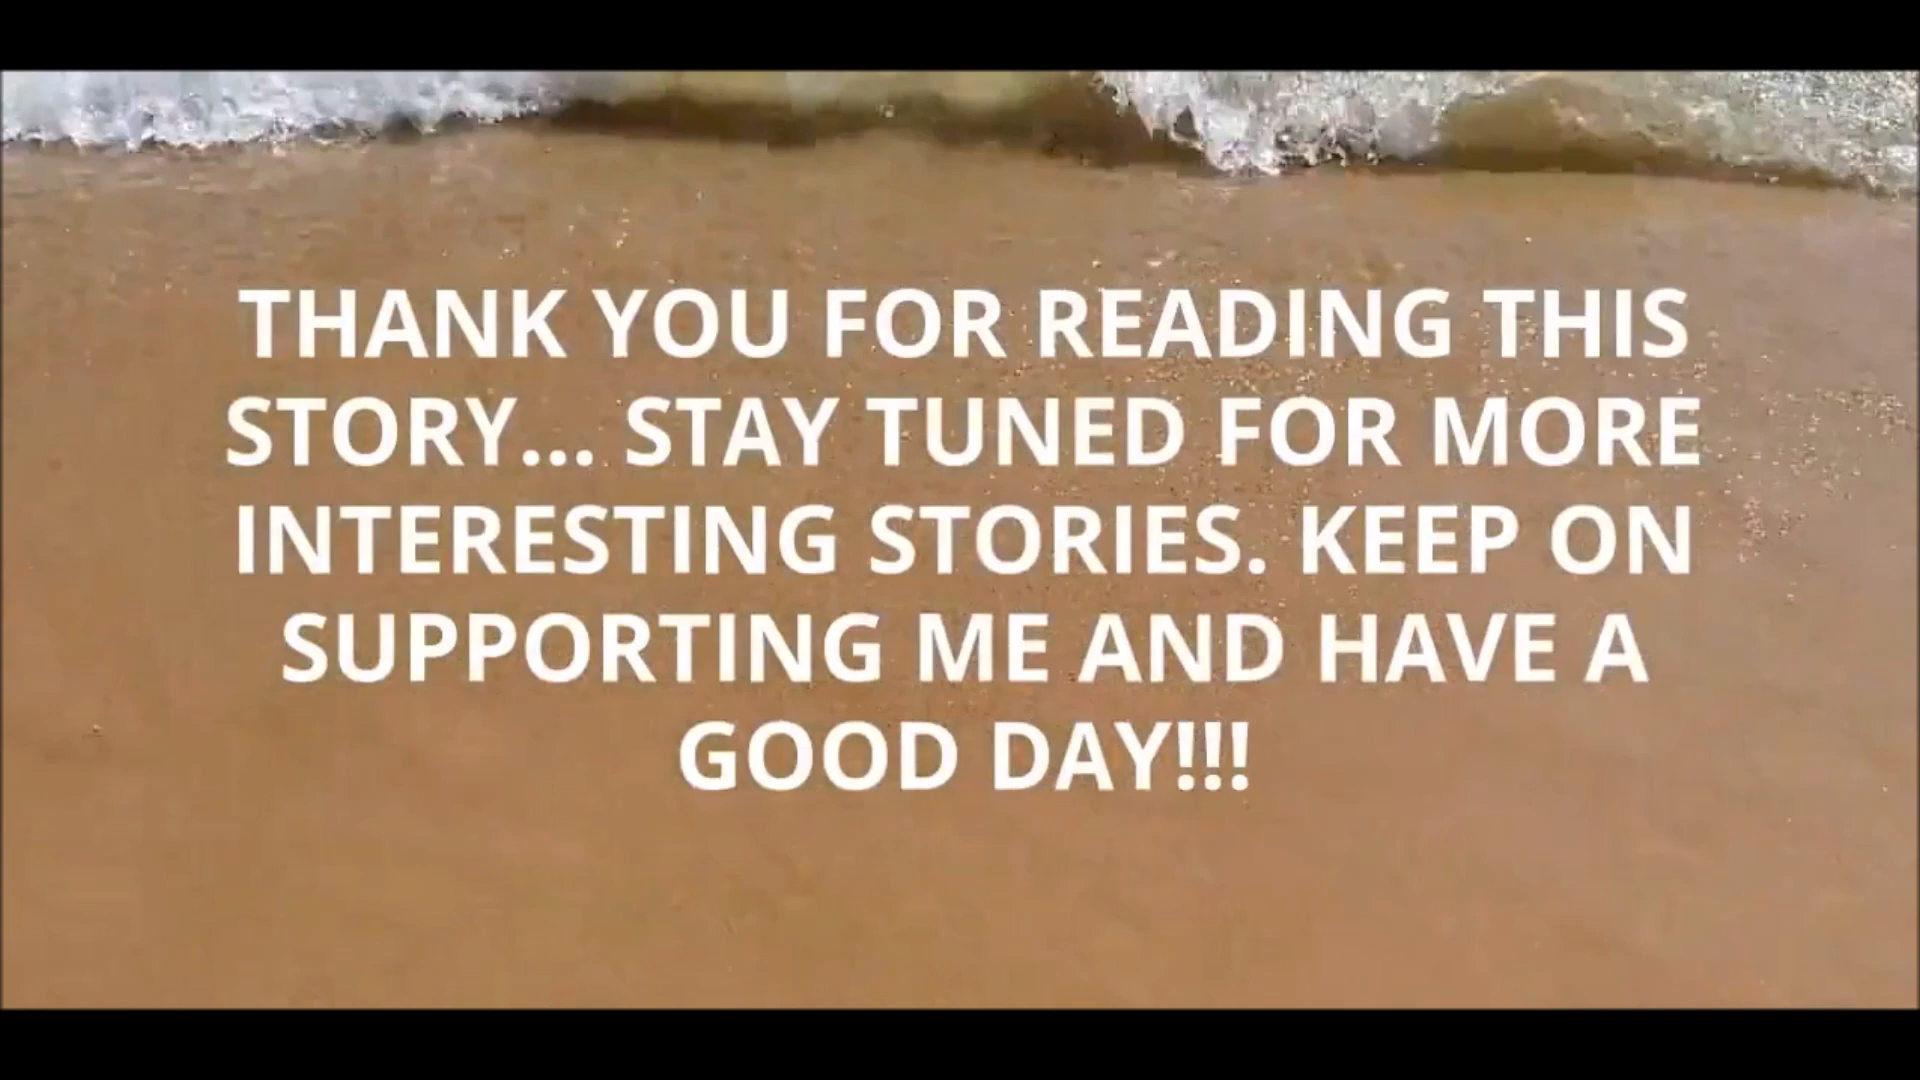 THANK YOU FOR READING THIS
STORY... STAY TUNED FOR MORE
INTERESTING STORIES. KEEP ON
SUPPORTING ME AND HAVE A
GOOD DAY!!!